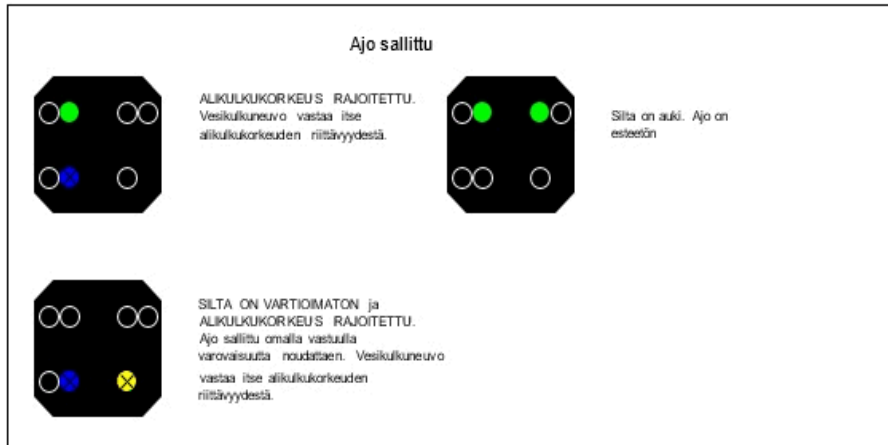 Ajo sallittu
ALIKULKUKORKEUS RAJOITETTU.
Vesikulkuneuvo vastaa itse
alikulkukorkeuden riittävyydestä.
Silta on auki. Ajo on
esteetön
SILTA ON VARTIOIMATON ja
ALIKULKUKORKEUS RAJOITETTU.
Ajo sallittu omalla vastuulla
varovaisuutta noudattaen. Vesikulkuneuvo
vastaa itse alikulkukorkeuden
riittävyydestä.